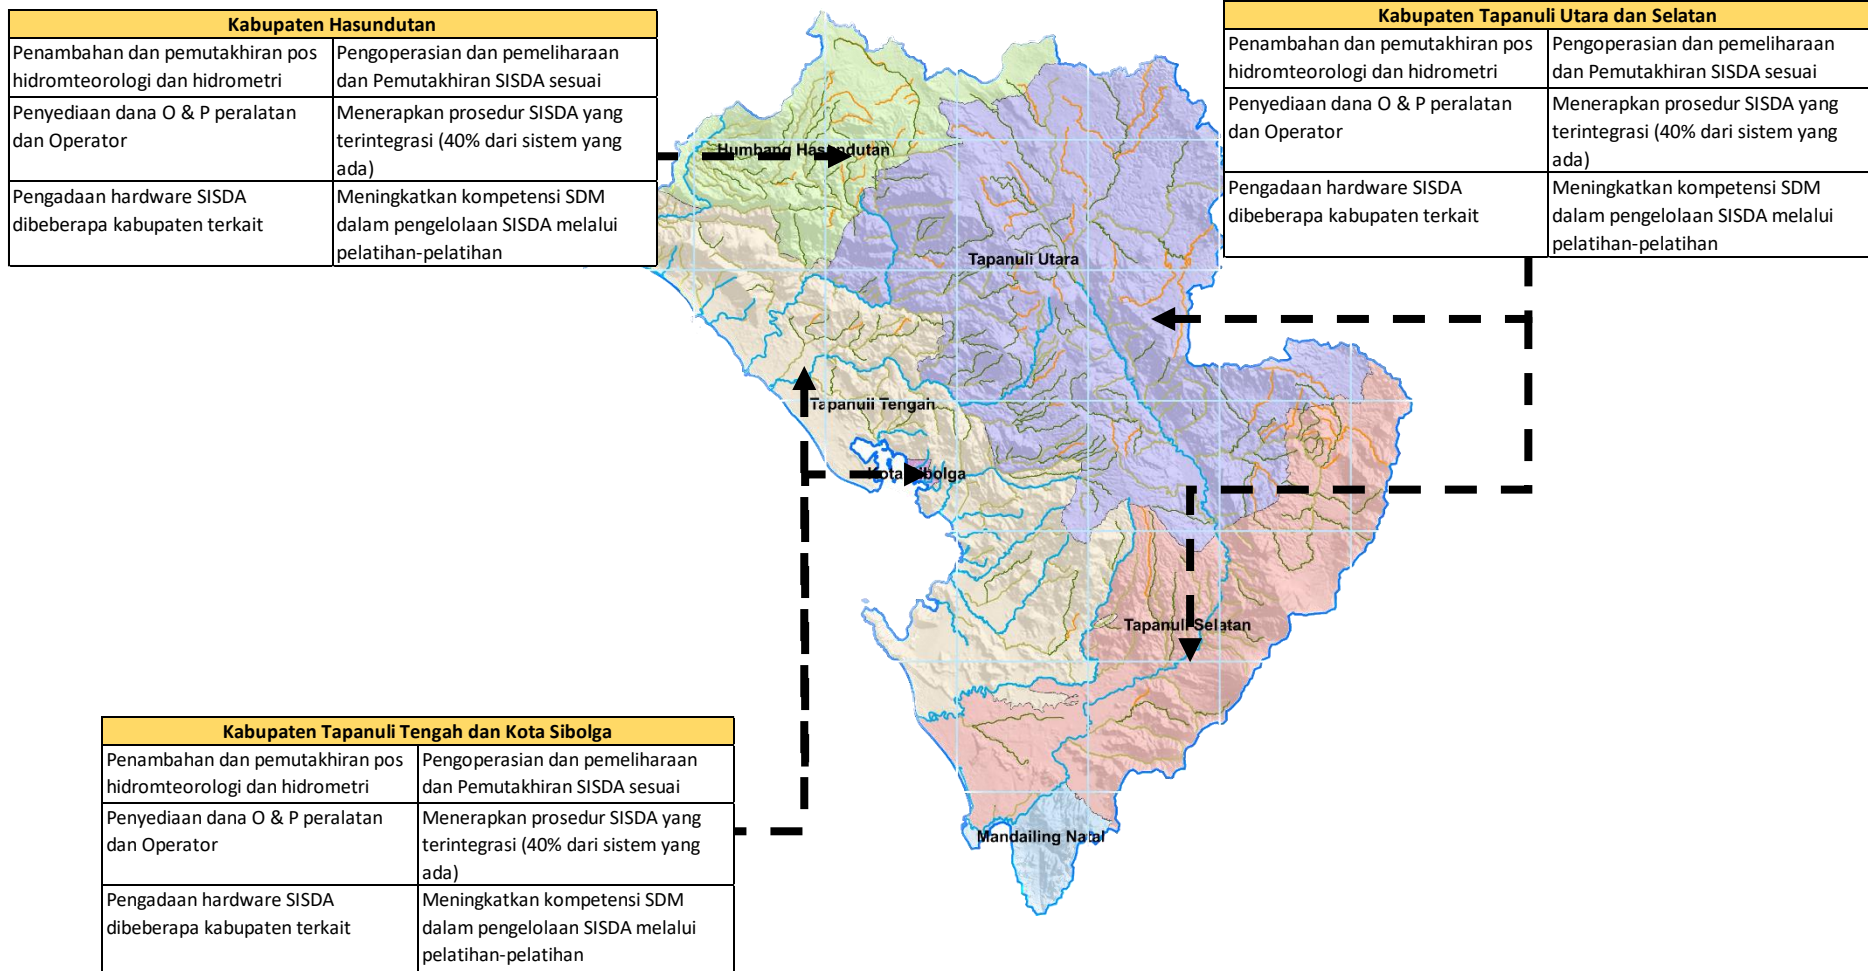 Kabupaten Hasundutan
Penambahan dan pemutakhiran pos
hidromteorologi dan hidrometri
Pengoperasian dan pemeliharaan
dan Pemutakhiran SISDA sesuai
Penyediaan dana O & P peralatan
dan Operator
Menerapkan prosedur SISDA yang
terintegrasi (40% dari sistem yang
ada)
Pengadaan hardware SISDA
dibeberapa kabupaten terkait
Meningkatkan kompetensi SDM
dalam pengelolaan SISDA melalui
pelatihan-pelatihan
Kabupaten Tapanuli Utara dan Selatan
Penambahan dan pemutakhiran pos
hidromteorologi dan hidrometri
Pengoperasian dan pemeliharaan
dan Pemutakhiran SISDA sesuai
Penyediaan dana O & P peralatan
dan Operator
Menerapkan prosedur SISDA yang
terintegrasi (40% dari sistem yang
ada)
Pengadaan hardware SISDA
dibeberapa kabupaten terkait
Meningkatkan kompetensi SDM
dalam pengelolaan SISDA melalui
pelatihan-pelatihan
Humbang Hasundutan
Tapanuli Utara
Tapanuli Tengah
Kota Sibolga
Tapanuli Selatan
Mandailing Natal
Kabupaten Tapanuli Tengah dan Kota Sibolga
Penambahan dan pemutakhiran pos
hidromteorologi dan hidrometri
Pengoperasian dan pemeliharaan
dan Pemutakhiran SISDA sesuai
Penyediaan dana O & P peralatan
dan Operator
Menerapkan prosedur SISDA yang
terintegrasi (40% dari sistem yang
ada)
Pengadaan hardware SISDA
dibeberapa kabupaten terkait
Meningkatkan kompetensi SDM
dalam pengelolaan SISDA melalui
pelatihan-pelatihan